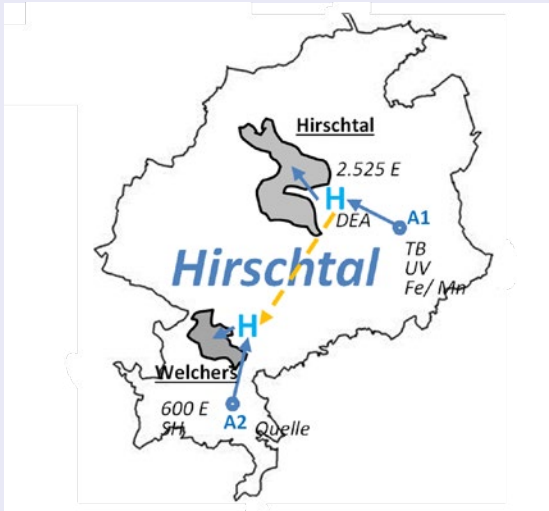 Hirschtal
2.525 E
H
DEA
A1
TB
UV
Fe/ Mn
Hirschtal
H
Welchers
600 E
SH
A2
Quelle